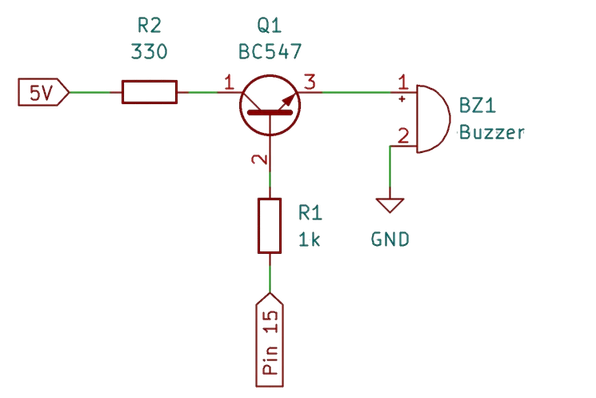 R2
330
Q1
BC547
5V
1
3
1
+
BZ1
Buzzer
2
2
R1
1k
GND
Pin 15